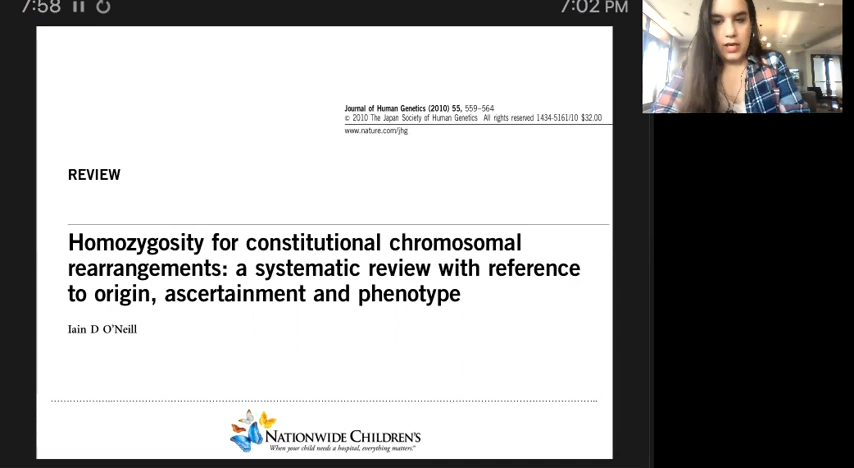 7:58
7:02 PM
Journal of Human Genetics (2010) 55, 559–564
© 2010 The Japan Society of Human Genetics All rights reserved 1434-5161/10 $32.00
www.nature.com/jhg
REVIEW
Homozygosity for constitutional chromosomal
rearrangements: a systematic review with reference
to origin, ascertainment and phenotype
Iain D O'Neill
NATIONWIDE CHILDREN'S
When your child needs a hospital, everything matters.™